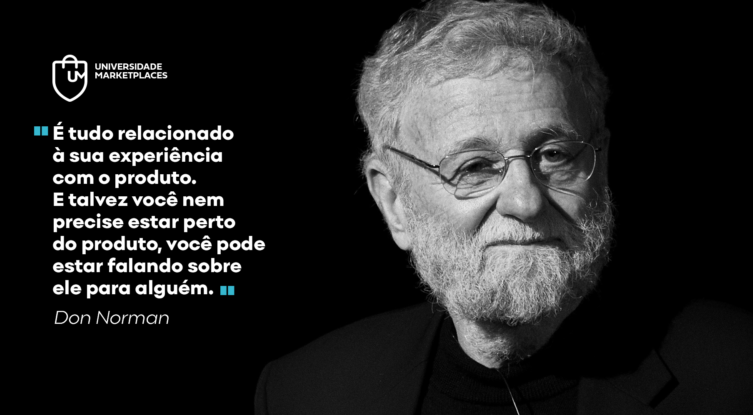 UM
UNIVERSIDADE
MARKETPLACES
"É tudo relacionado
à sua experiência
com o produto.
E talvez você nem
precise estar perto
do produto, você pode
estar falando sobre
ele para alguém."
Don Norman